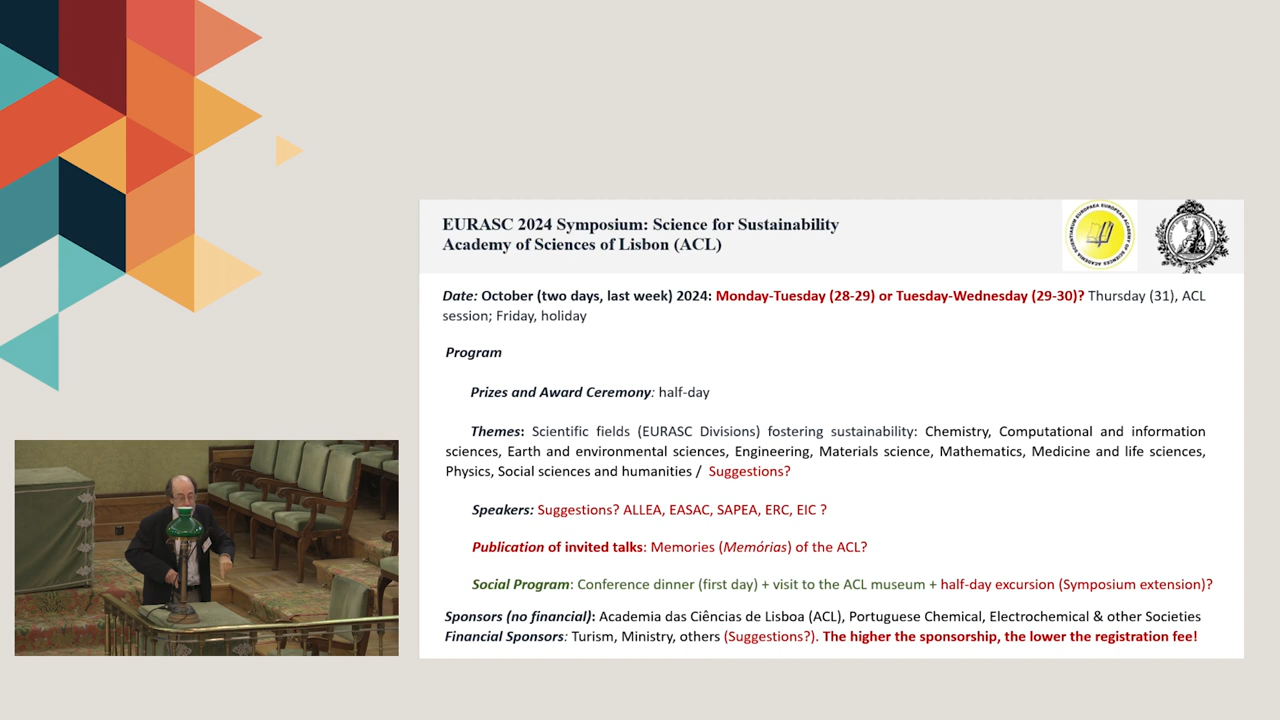 EURASC 2024 Symposium: Science for Sustainability
Academy of Sciences of Lisbon (ACL)
Date: October (two days, last week) 2024: Monday-Tuesday (28-29) or Tuesday-Wednesday (29-30)? Thursday (31), ACL
session; Friday, holiday
Program
Prizes and Award Ceremony: half-day
Themes: Scientific fields (EURASC Divisions) fostering sustainability: Chemistry, Computational and information
sciences, Earth and environmental sciences, Engineering, Materials science, Mathematics, Medicine and life sciences,
Physics, Social sciences and humanities / Suggestions?
Speakers: Suggestions? ALLEA, EASAC, SAPEA, ERC, EIC ?
Publication of invited talks: Memories (Memórias) of the ACL?
Social Program: Conference dinner (first day) + visit to the ACL museum + half-day excursion (Symposium extension)?
Sponsors (no financial): Academia das Ciências de Lisboa (ACL), Portuguese Chemical, Electrochemical & other Societies
Financial Sponsors: Turism, Ministry, others (Suggestions?). The higher the sponsorship, the lower the registration fee!